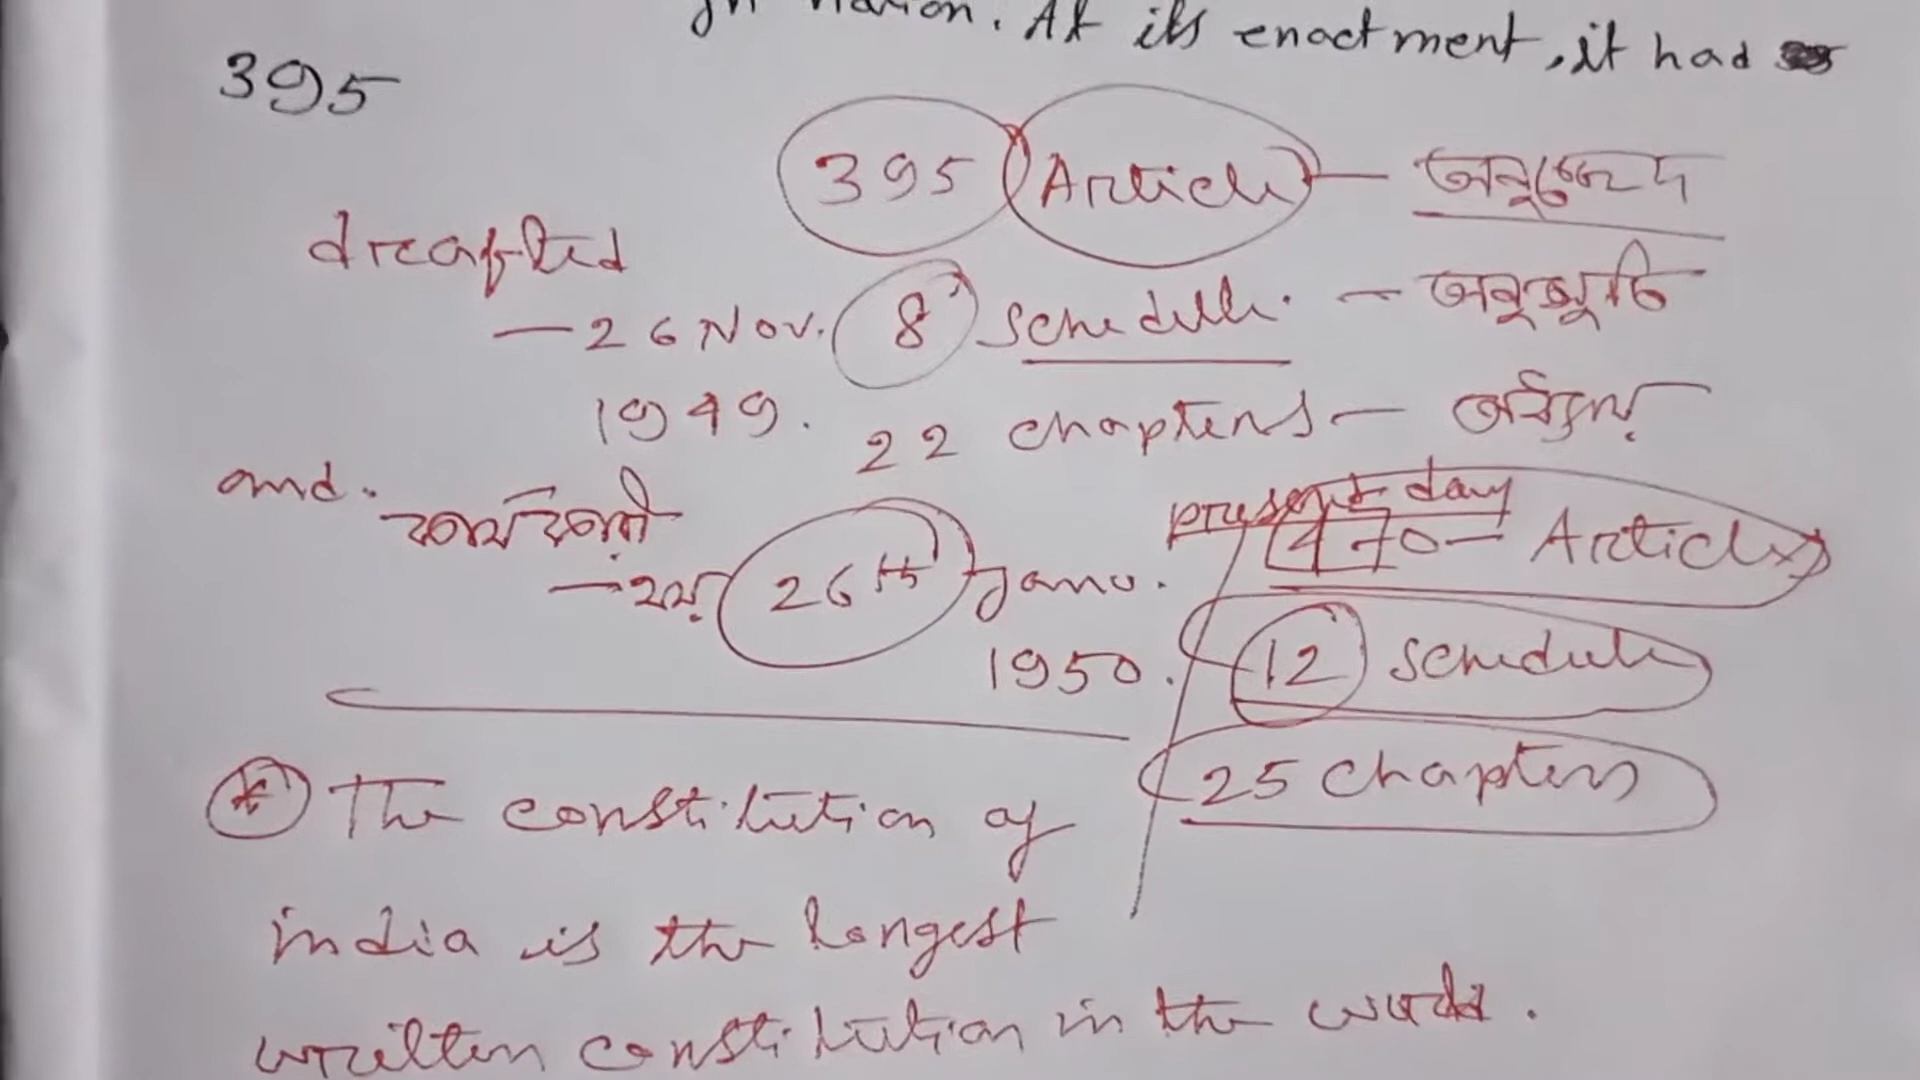 At its enactment, it had
395
395 Article - অনুচ্ছেদ
drafted
- 26 Nov. 8 schedule. - অনুসূচি
1949.
22 chapters - অধ্যায়
and. কার্যকরী
- হয় 26th Janu.
1950.
present day
470 - Articles
12 schedule
25 chapters
* The constitution of
india is the longest
written constitution in the world.